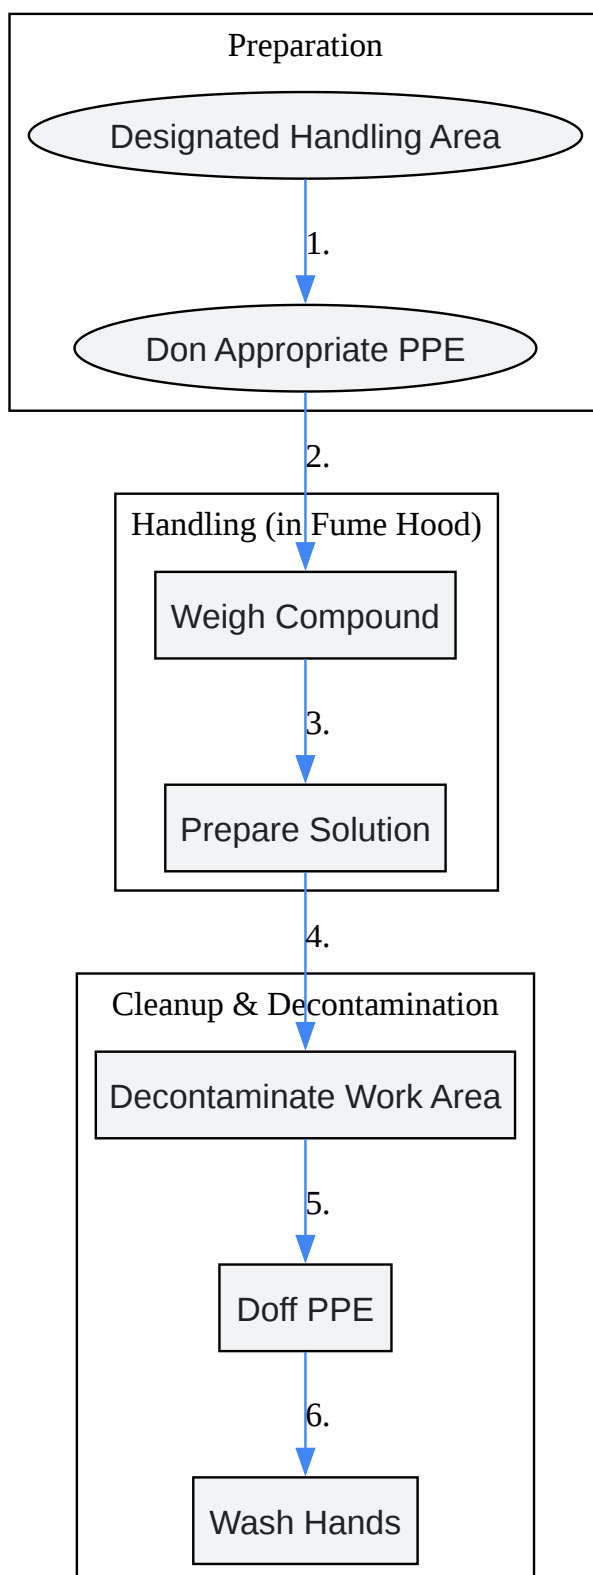 Preparation
Designated Handling Area
1.
Don Appropriate PPE
2.
Handling (in Fume Hood)
Weigh Compound
3.
Prepare Solution
4.
Cleanup & Decontamination
Decontaminate Work Area
5.
Doff PPE
6.
Wash Hands